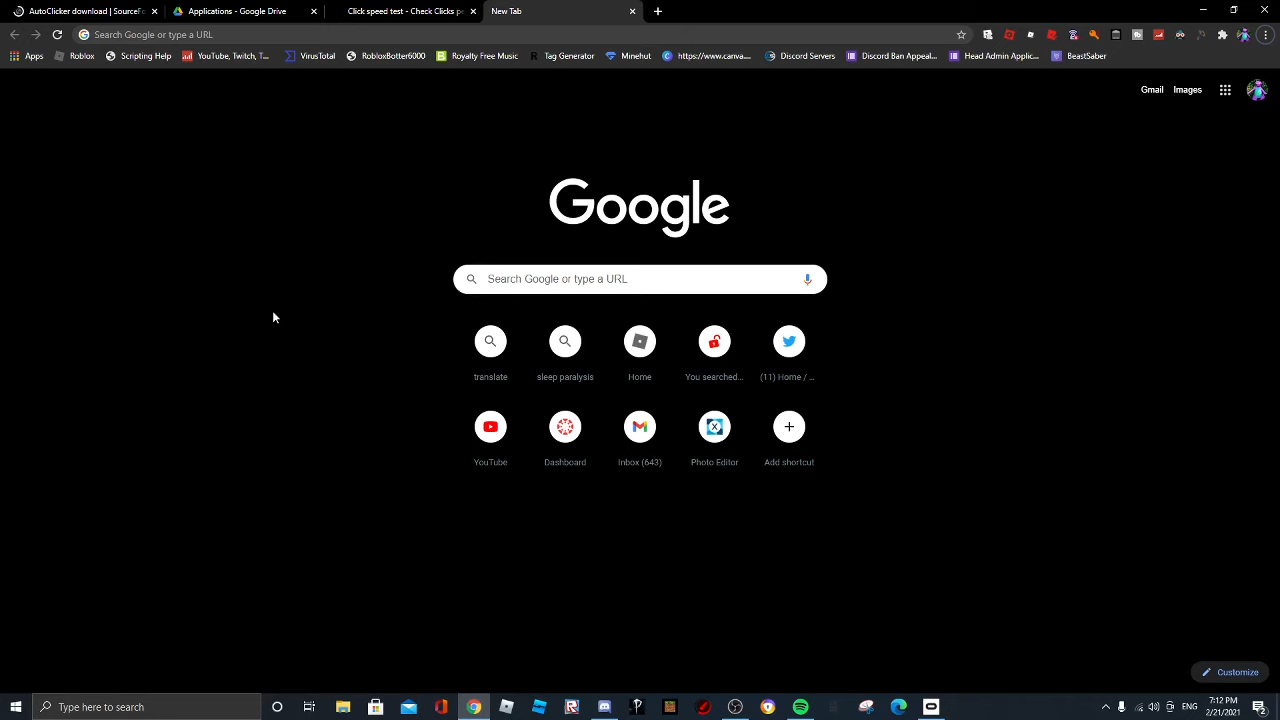 AutoClicker download | SourceFo
Applications - Google Drive
Click speed test - Check Clicks pe
New Tab
Search Google or type a URL
Apps
Roblox
Scripting Help
YouTube, Twitch, T...
VirusTotal
RobloxBotter6000
Royalty Free Music
Tag Generator
Minehut
https://www.canva...
Discord Servers
Discord Ban Appeal...
Head Admin Applic...
BeastSaber
Gmail
Images
Google
Search Google or type a URL
translate
sleep paralysis
Home
You searched...
(11) Home / ...
YouTube
Dashboard
Inbox (643)
Photo Editor
Add shortcut
Customize
Type here to search
ENG
7:12 PM
2/21/2021